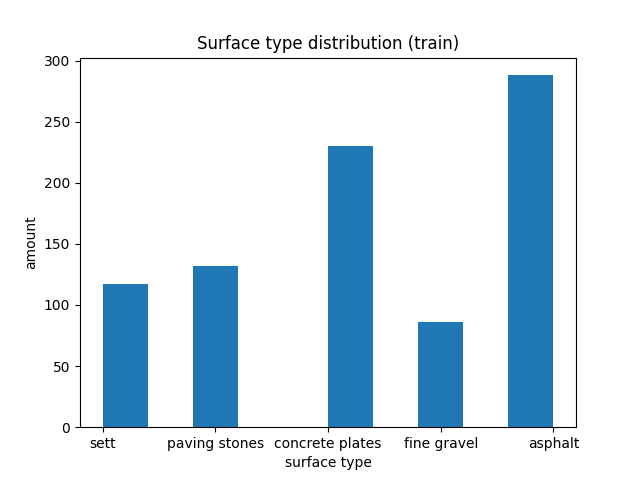 Surface type distribution (train)
300
250
200
150
100
50
0
amount
sett paving stones concrete plates fine gravel asphalt
surface type